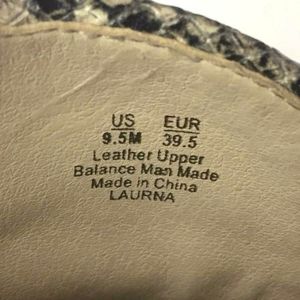 US EUR
9.5M 39.5
Leather Upper
Balance Man Made
Made in China
LAURNA